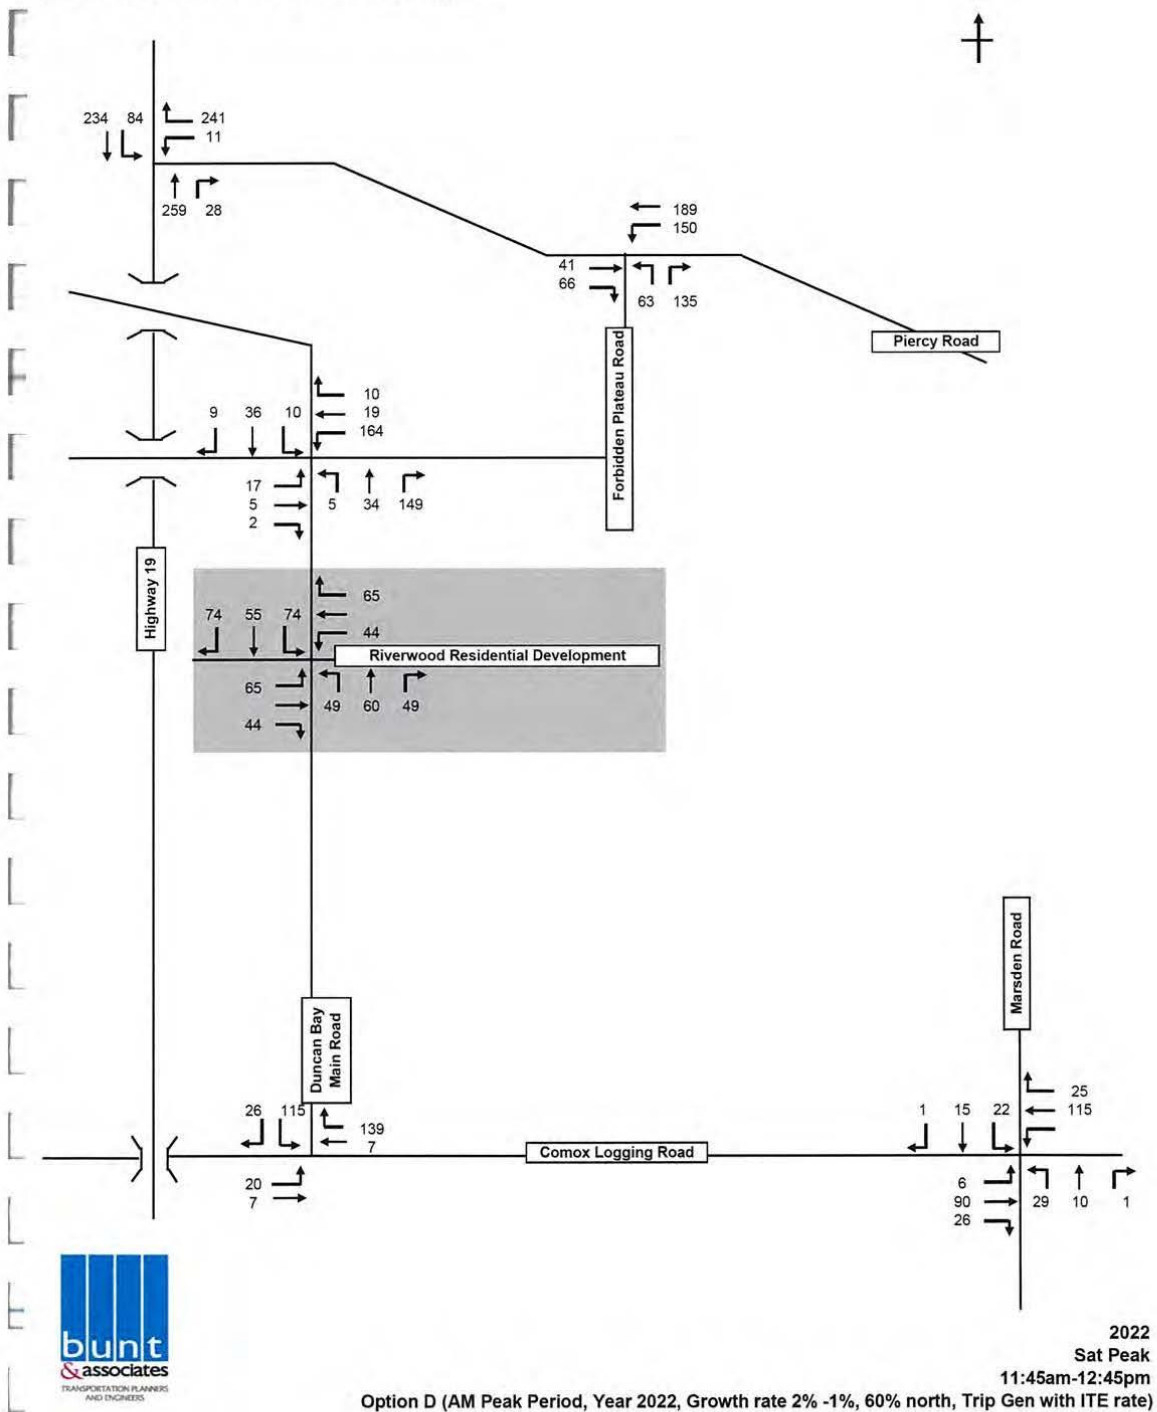 234 84 241
11
259 28
189
150
41
66
63 135
Piercy Road
Forbidden Plateau Road
10
9 36 10 19
164
17
5 5 34 149
2
Highway 19
65
74 55 74
44
Riverwood Residential Development
65
49 60 49
44
Marsden Road
Duncan Bay
Main Road
26 115
139
7
25
1 15 22 115
Comox Logging Road
20
7
6
90 29 10 1
26
bunt
& associates
TRANSPORTATION PLANNERS
AND ENGINEERS
2022
Sat Peak
11:45am-12:45pm
Option D (AM Peak Period, Year 2022, Growth rate 2% -1%, 60% north, Trip Gen with ITE rate)